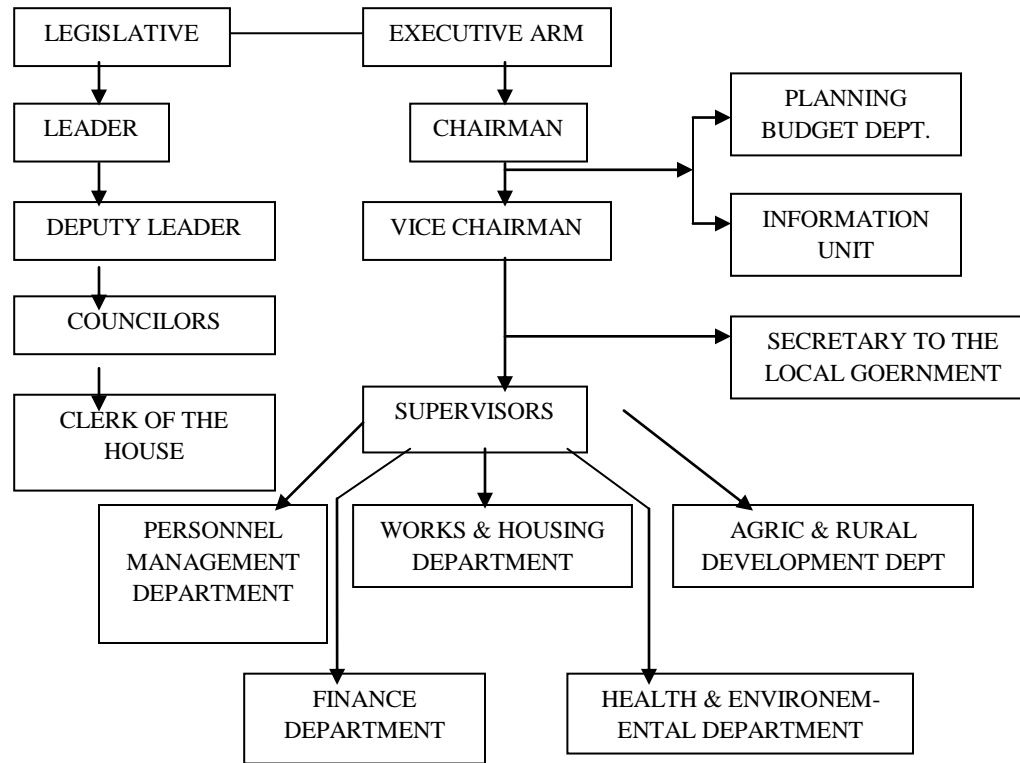 LEGISLATIVE
EXECUTIVE ARM
LEADER
CHAIRMAN
PLANNING
BUDGET DEPT.
DEPUTY LEADER
VICE CHAIRMAN
INFORMATION
UNIT
COUNCILORS
SECRETARY TO THE
LOCAL GOERNMENT
CLERK OF THE
HOUSE
SUPERVISORS
PERSONNEL
MANAGEMENT
DEPARTMENT
WORKS & HOUSING
DEPARTMENT
AGRIC & RURAL
DEVELOPMENT DEPT
FINANCE
DEPARTMENT
HEALTH & ENVIRONEM-
ENTAL DEPARTMENT